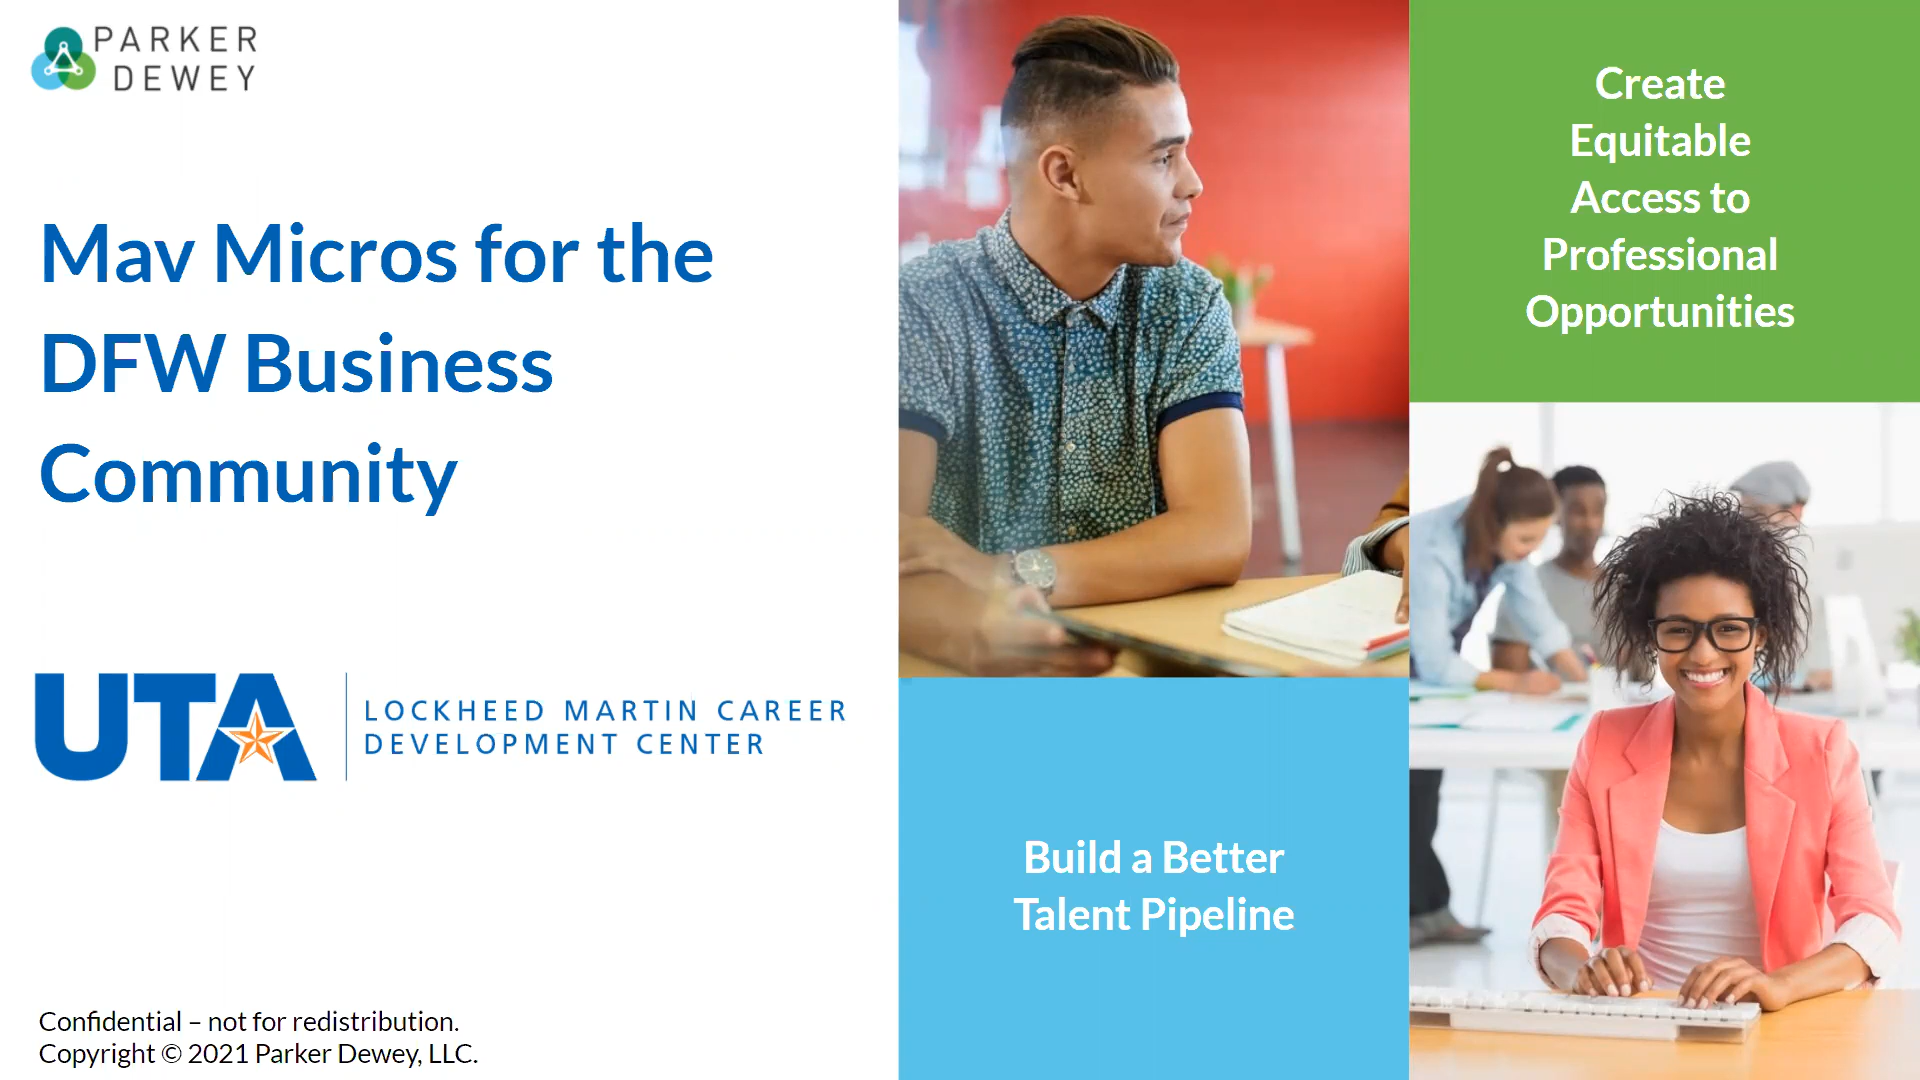 PARKER
DEWEY
Mav Micros for the
DFW Business
Community
UTA
LOCKHEED MARTIN CAREER
DEVELOPMENT CENTER
Confidential – not for redistribution.
Copyright © 2021 Parker Dewey, LLC.
Build a Better
Talent Pipeline
Create
Equitable
Access to
Professional
Opportunities